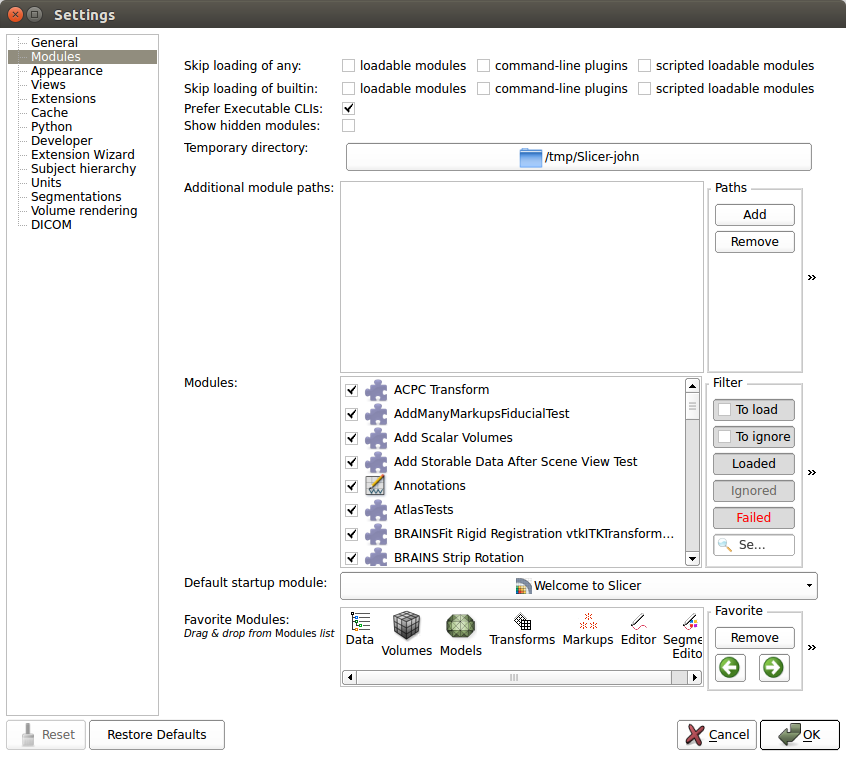 Settings
General
Modules
Appearance
Views
Extensions
Cache
Python
Developer
Extension Wizard
Subject hierarchy
Units
Segmentations
Volume rendering
DICOM
Skip loading of any: loadable modules command-line plugins scripted loadable modules
Skip loading of builtin: loadable modules command-line plugins scripted loadable modules
Prefer Executable CLIs:
Show hidden modules:
Temporary directory: /tmp/Slicer-john
Additional module paths:
Paths
Add
Remove
»
Modules:
ACPC Transform
AddManyMarkupsFiducialTest
Add Scalar Volumes
Add Storable Data After Scene View Test
Annotations
AtlasTests
BRAINSFit Rigid Registration vtkITKTransform...
BRAINS Strip Rotation
Filter
To load
To ignore
Loaded
Ignored
Failed
Se...
»
Default startup module: Welcome to Slicer
Favorite Modules:
Drag & drop from Modules list
Data
Volumes
Models
Transforms
Markups
Editor
Segme
Edito
Favorite
Remove
»
Reset
Restore Defaults
Cancel
OK